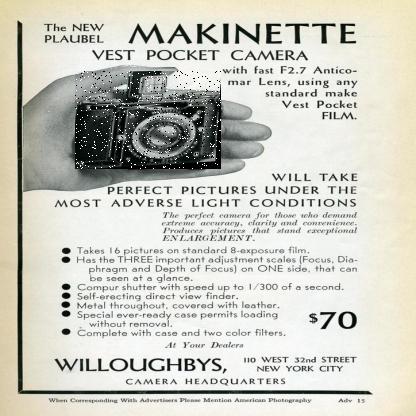 The NEW
PLAUBEL
MAKINETTE
VEST POCKET CAMERA
with fast F2.7 Antico-
mar Lens, using any
standard make
Vest Pocket
FILM.
WILL TAKE
PERFECT PICTURES UNDER THE
MOST ADVERSE LIGHT CONDITIONS
The perfect camera for those who demand
extreme accuracy, clarity and convenience.
Produces pictures that stand exceptional
ENLARGEMENT.
● Takes 16 pictures on standard 8-exposure film.
● Has the THREE important adjustment scales (Focus, Dia-
phragm and Depth of Focus) on ONE side, that can
be seen at a glance.
● Compur shutter with speed up to 1/300 of a second.
● Self-erecting direct view finder.
● Metal throughout, covered with leather.
● Special ever-ready case permits loading
without removal.
● Complete with case and two color filters.
$70
At Your Dealers
WILLOUGHBYS,
CAMERA HEADQUARTERS
110 WEST 32nd STREET
NEW YORK CITY
When Corresponding With Advertisers Please Mention American Photography Adv 15